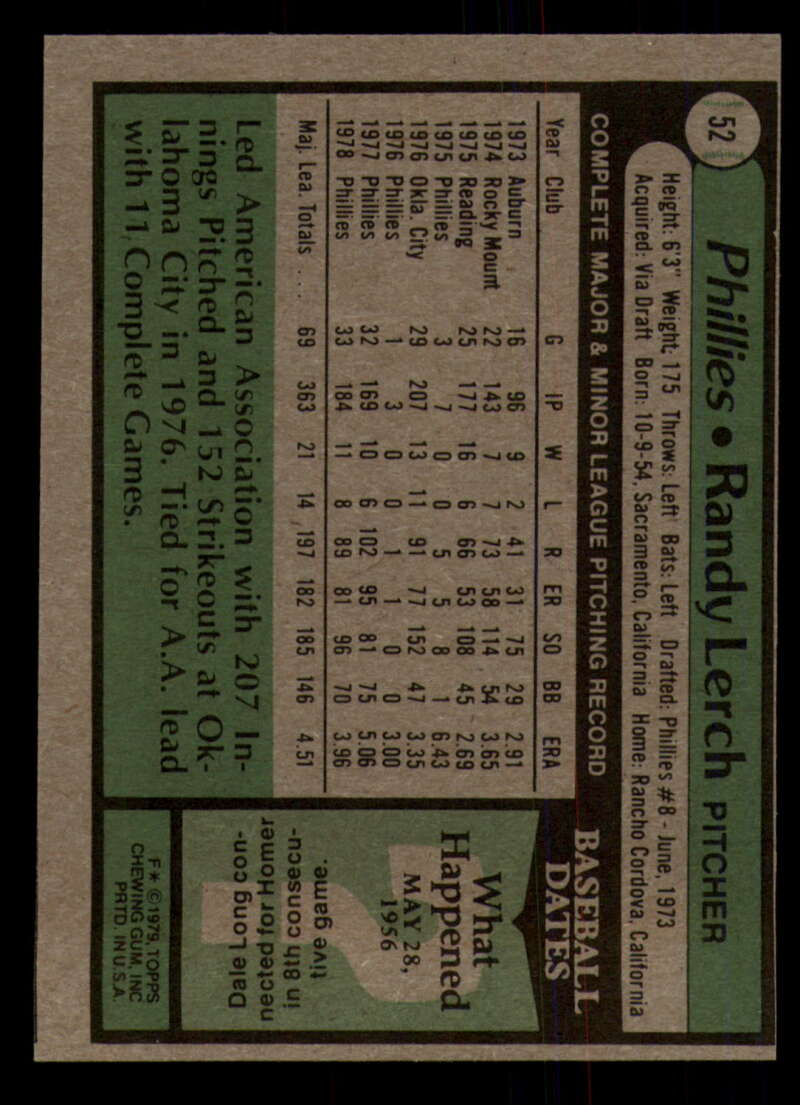 52
Phillies • Randy Lerch PITCHER
Height: 6'3" Weight: 175 Throws: Left Bats: Left Drafted: Phillies #8 - June, 1973
Acquired: Via Draft Born: 10-9-54, Sacramento, California Home: Rancho Cordova, California
COMPLETE MAJOR & MINOR LEAGUE PITCHING RECORD
Year Club G IP W L R ER SO BB ERA
1973 Auburn 16 96 9 2 41 31 75 29 2.91
1974 Rocky Mount 22 143 7 7 73 58 114 54 3.65
1975 Reading 25 177 16 6 66 53 108 45 2.69
1975 Phillies 3 7 0 0 5 5 8 1 6.43
1976 Okla City 29 207 13 11 91 77 152 47 3.35
1976 Phillies 1 3 0 0 1 1 0 0 3.00
1977 Phillies 32 169 10 6 102 95 81 75 5.06
1978 Phillies 33 184 11 8 89 81 96 70 3.96
Maj. Lea. Totals .... 69 363 21 14 197 182 185 146 4.51
Led American Association with 207 In-
nings Pitched and 152 Strikeouts at Ok-
lahoma City in 1976. Tied for A.A. lead
with 11 Complete Games.
BASEBALL
DATES
What
Happened
MAY 28,
1956
?
Dale Long con-
nected for Homer
in 8th consecu-
tive game.
F✶ ©1979, TOPPS
CHEWING GUM, INC
PRTD. IN U.S.A.